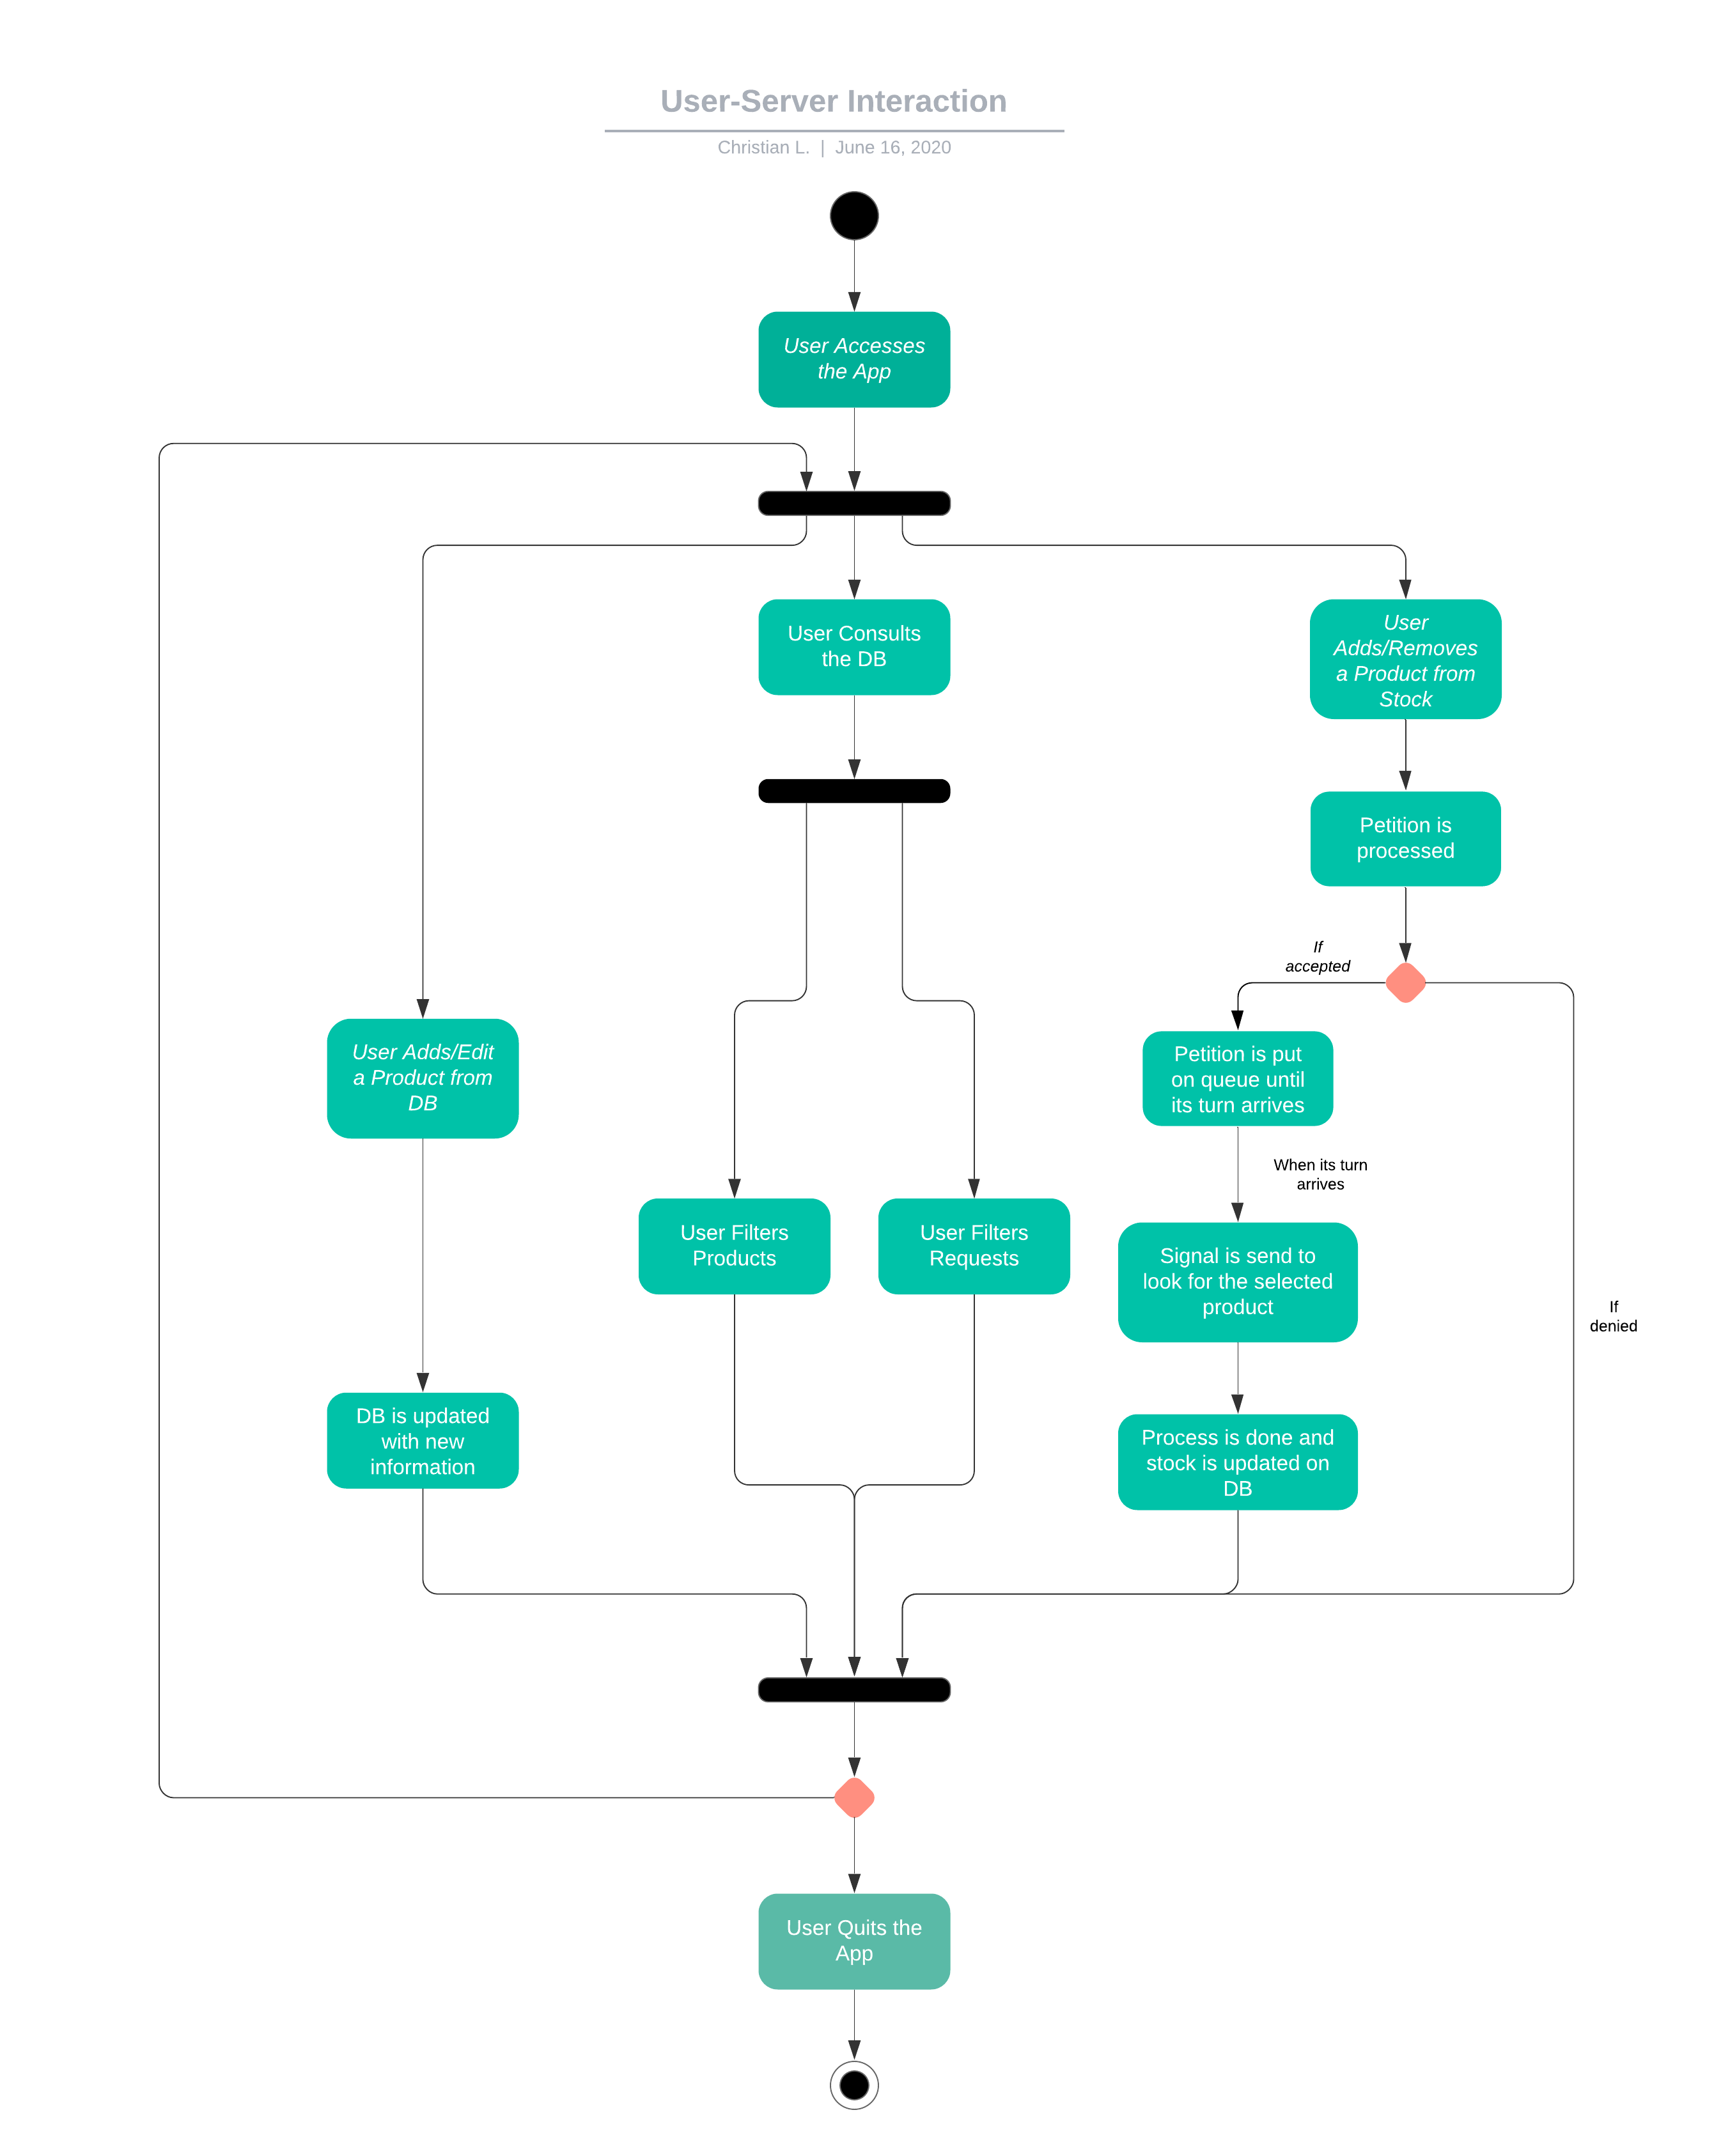 User-Server Interaction
Christian L.  |  June 16, 2020
User Accesses
the App
User Consults
the DB
User
Adds/Removes
a Product from
Stock
Petition is
processed
If
accepted
User Adds/Edit
a Product from
DB
Petition is put
on queue until
its turn arrives
When its turn
arrives
User Filters
Products
User Filters
Requests
Signal is send to
look for the selected
product
If
denied
DB is updated
with new
information
Process is done and
stock is updated on
DB
User Quits the
App